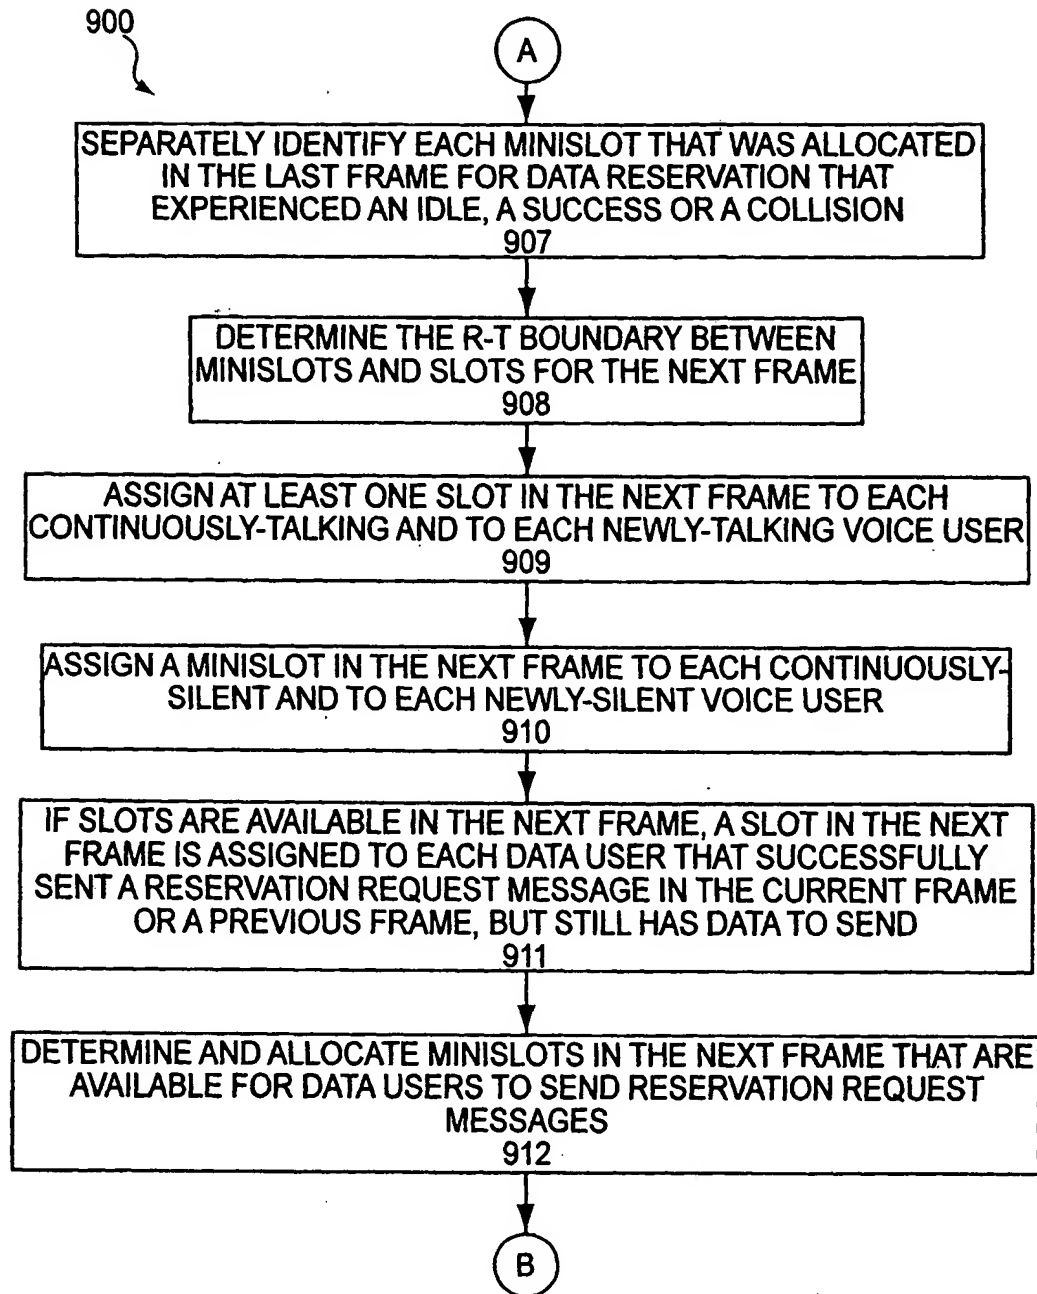 900
A
SEPARATELY IDENTIFY EACH MINISLOT THAT WAS ALLOCATED
IN THE LAST FRAME FOR DATA RESERVATION THAT
EXPERIENCED AN IDLE, A SUCCESS OR A COLLISION
907
DETERMINE THE R-T BOUNDARY BETWEEN
MINISLOTS AND SLOTS FOR THE NEXT FRAME
908
ASSIGN AT LEAST ONE SLOT IN THE NEXT FRAME TO EACH
CONTINUOUSLY-TALKING AND TO EACH NEWLY-TALKING VOICE USER
909
ASSIGN A MINISLOT IN THE NEXT FRAME TO EACH CONTINUOUSLY-
SILENT AND TO EACH NEWLY-SILENT VOICE USER
910
IF SLOTS ARE AVAILABLE IN THE NEXT FRAME, A SLOT IN THE NEXT
FRAME IS ASSIGNED TO EACH DATA USER THAT SUCCESSFULLY
SENT A RESERVATION REQUEST MESSAGE IN THE CURRENT FRAME
OR A PREVIOUS FRAME, BUT STILL HAS DATA TO SEND
911
DETERMINE AND ALLOCATE MINISLOTS IN THE NEXT FRAME THAT ARE
AVAILABLE FOR DATA USERS TO SEND RESERVATION REQUEST
MESSAGES
912
B